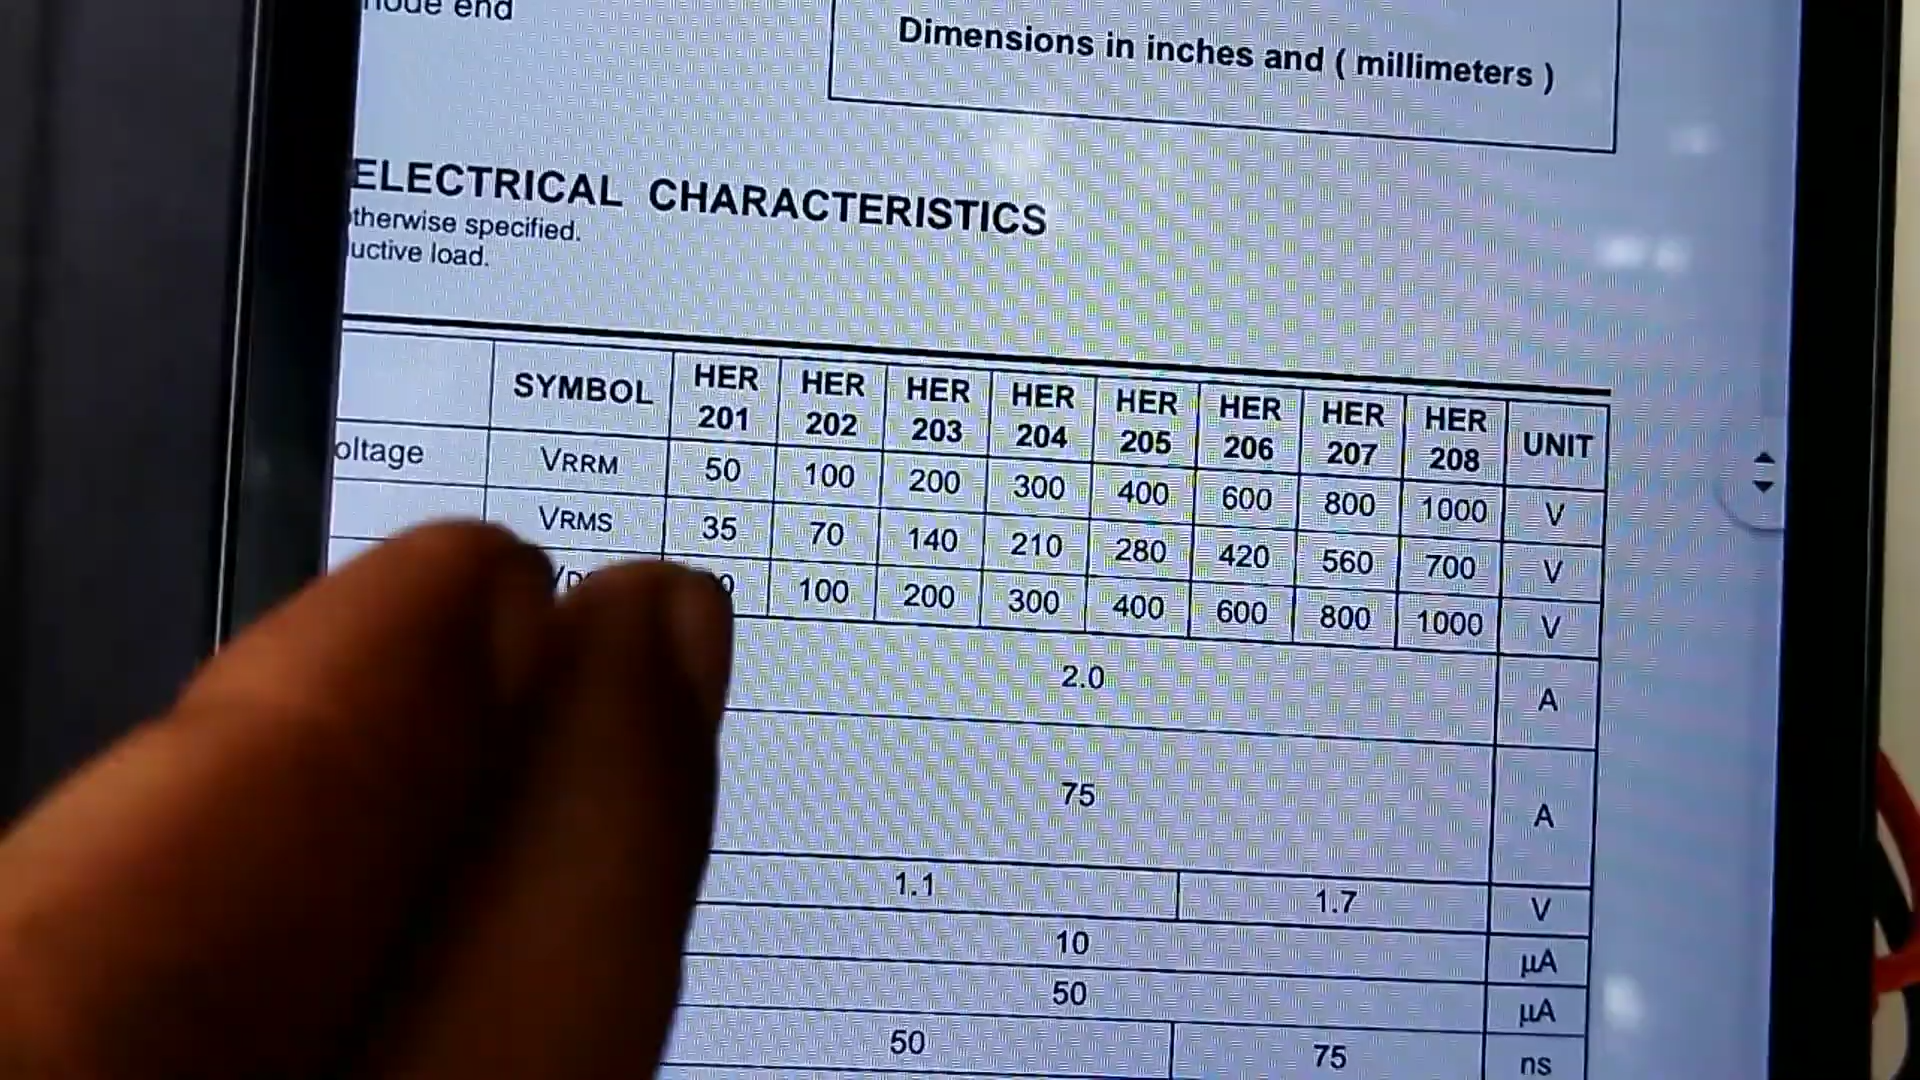 node end
Dimensions in inches and ( millimeters )
ELECTRICAL CHARACTERISTICS
therwise specified.
uctive load.
SYMBOL HER 201 HER 202 HER 203 HER 204 HER 205 HER 206 HER 207 HER 208 UNIT
oltage VRRM 50 100 200 300 400 600 800 1000 V
VRMS 35 70 140 210 280 420 560 700 V
100 200 300 400 600 800 1000 V
2.0 A
75 A
1.1 1.7 V
10 µA
50 µA
50 75 ns